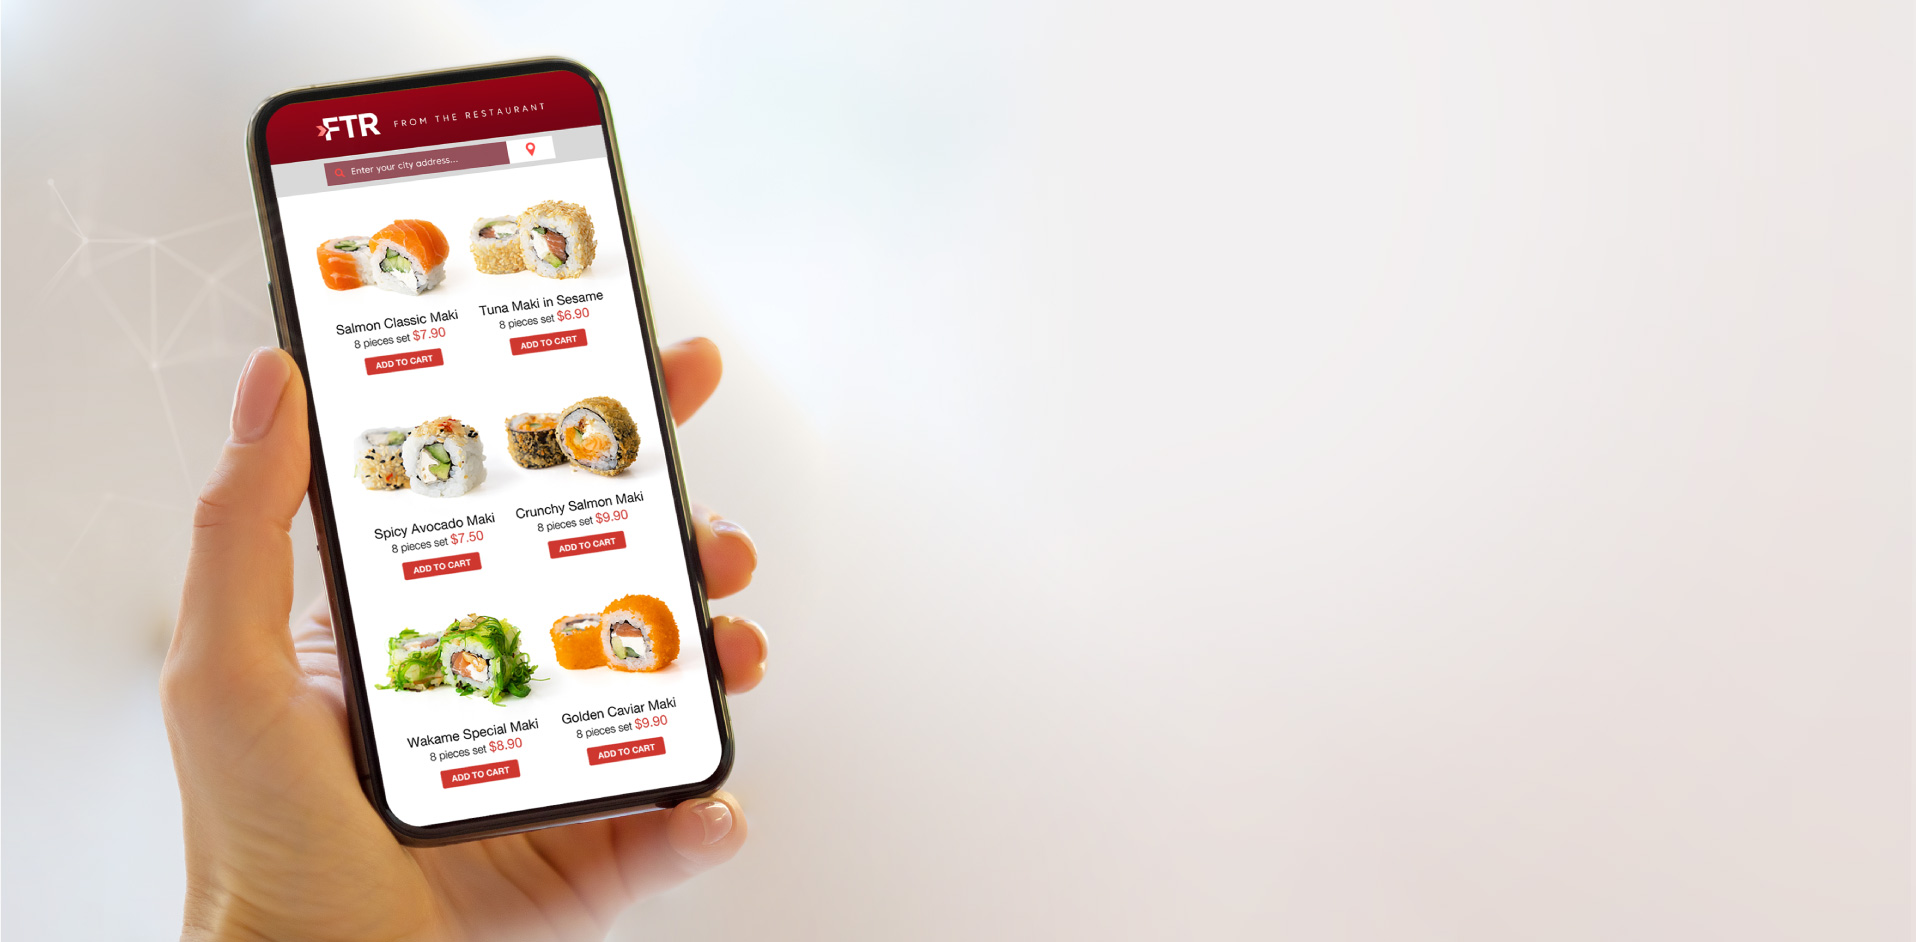 FTR FROM THE RESTAURANT
Enter your city address...
Salmon Classic Maki
8 pieces set $7.90
ADD TO CART
Tuna Maki in Sesame
8 pieces set $6.90
ADD TO CART
Spicy Avocado Maki
8 pieces set $7.50
ADD TO CART
Crunchy Salmon Maki
8 pieces set $9.90
ADD TO CART
Wakame Special Maki
8 pieces set $8.90
ADD TO CART
Golden Caviar Maki
8 pieces set $9.90
ADD TO CART